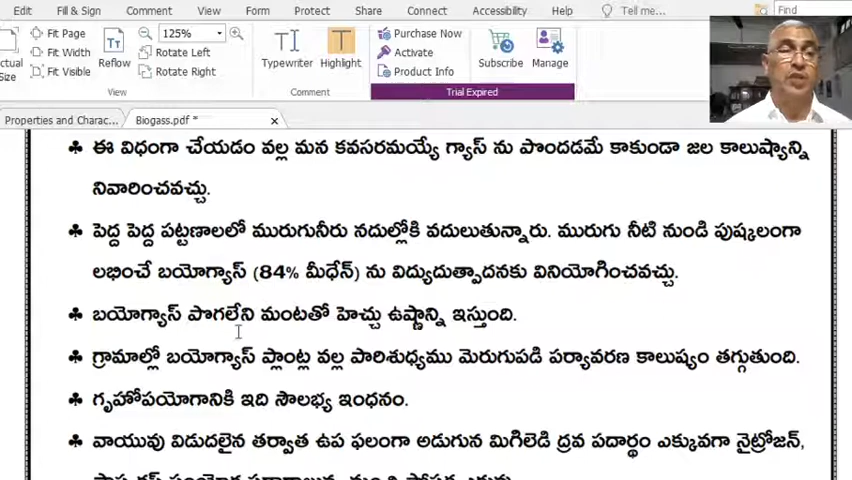 Edit Fill & Sign Comment View Form Protect Share Connect Accessibility Help Tell me... Find
Fit Page 125% Rotate Left Purchase Now
Fit Width Reflow Rotate Right Typewriter Highlight Activate Subscribe Manage
Size Fit Visible Product Info
View Comment Trial Expired
Properties and Charac... Biogass.pdf *
♣ ఈ విధంగా చేయడం వల్ల మన కవసరమయ్యే గ్యాస్ ను పొందడమే కాకుండా జల కాలుష్యాన్ని
నివారించవచ్చు.
♣ పెద్ద పెద్ద పట్టణాలలో మురుగునీరు నదుల్లోకి వదులుతున్నారు. మురుగు నీటి నుండి పుష్కలంగా
లభించే బయోగ్యాస్ (84% మీధేన్) ను విద్యుదుత్పాదనకు వినియోగించవచ్చు.
♣ బయోగ్యాస్ పొగలేని మంటతో హెచ్చు ఉష్ణాన్ని ఇస్తుంది.
♣ గ్రామాల్లో బయోగ్యాస్ ప్లాంట్ల వల్ల పారిశుధ్యము మెరుగుపడి పర్యావరణ కాలుష్యం తగ్గుతుంది.
♣ గృహోపయోగానికి ఇది సౌలభ్య ఇంధనం.
♣ వాయువు విడుదలైన తర్వాత ఉప ఫలంగా అడుగున మిగిలెడి ద్రవ పదార్థం ఎక్కువగా నైట్రోజన్,